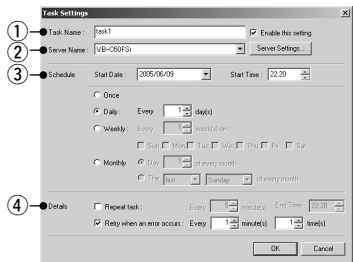 Task Settings
① Task Name : task1 Enable this setting
② Server Name : VB-C50FSi Server Settings...
③ Schedule Start Date : 2005/06/09 Start Time : 22:20
Once
Daily : Every 1 day(s)
Weekly : Every 1 week(s) on:
Sun Mon Tue Wed Thu Fri Sat
Monthly Day 1 of every month
The first Sunday of every month
④ Details Repeat task : Every 5 minute(s) End Time : 22:20
Retry when an error occurs : Every 1 minute(s) 1 time(s)
OK Cancel